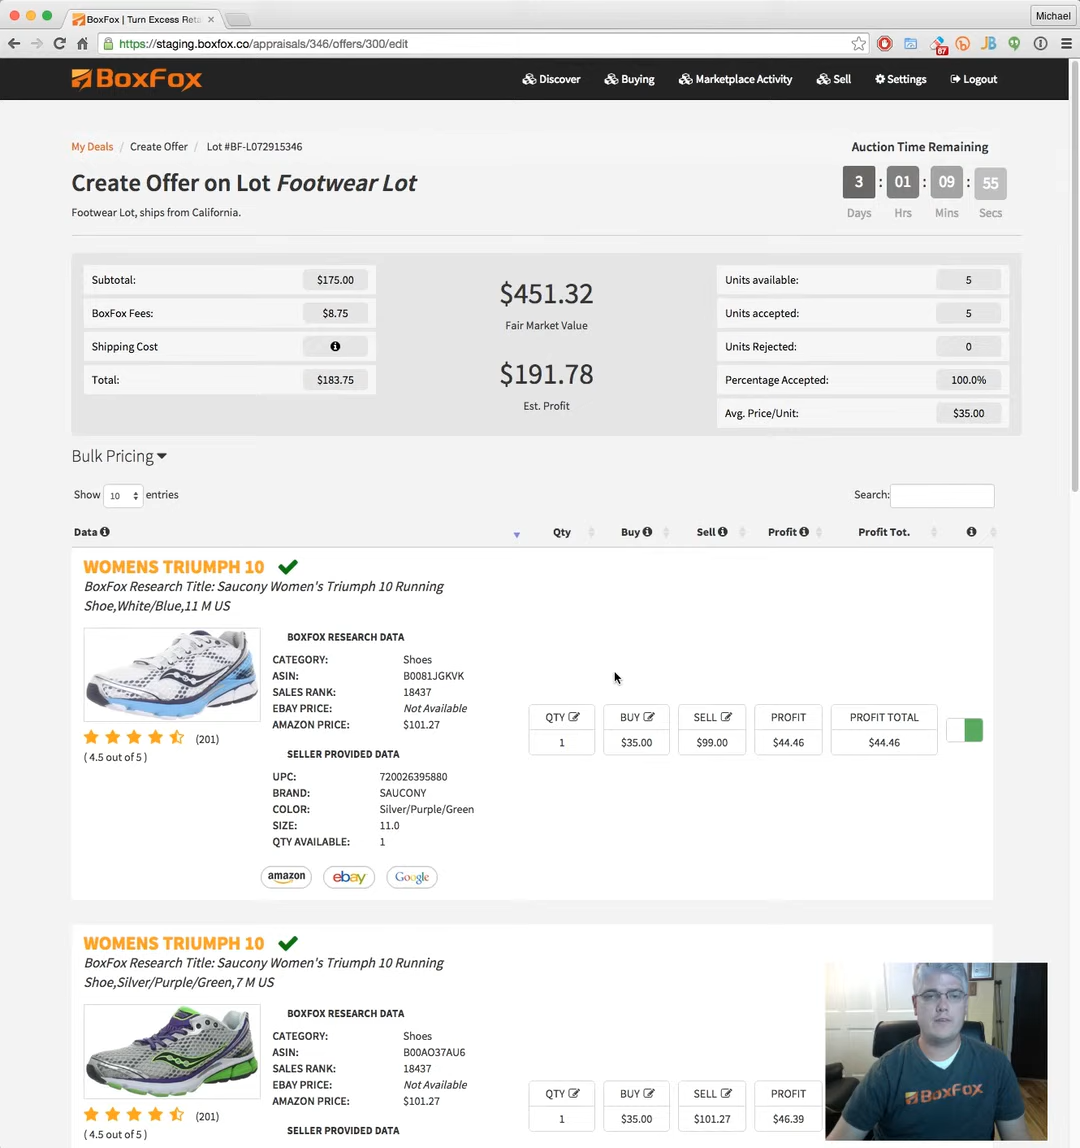 BoxFox | Turn Excess Reta
Michael
https://staging.boxfox.co/appraisals/346/offers/300/edit
67
BoxFox
Discover
Buying
Marketplace Activity
Sell
Settings
Logout
My Deals / Create Offer / Lot #BF-L072915346
Auction Time Remaining
Create Offer on Lot Footwear Lot
3 : 01 : 09 : 55
Days Hrs Mins Secs
Footwear Lot, ships from California.
Subtotal: $175.00
BoxFox Fees: $8.75
Shipping Cost
Total: $183.75
$451.32
Fair Market Value
$191.78
Est. Profit
Units available: 5
Units accepted: 5
Units Rejected: 0
Percentage Accepted: 100.0%
Avg. Price/Unit: $35.00
Bulk Pricing
Show 10 entries
Search:
Data Qty Buy Sell Profit Profit Tot.
WOMENS TRIUMPH 10
BoxFox Research Title: Saucony Women's Triumph 10 Running
Shoe,White/Blue,11 M US
BOXFOX RESEARCH DATA
CATEGORY: Shoes
ASIN: B0081JGKVK
SALES RANK: 18437
EBAY PRICE: Not Available
AMAZON PRICE: $101.27
(201)
( 4.5 out of 5 )
SELLER PROVIDED DATA
UPC: 720026395880
BRAND: SAUCONY
COLOR: Silver/Purple/Green
SIZE: 11.0
QTY AVAILABLE: 1
amazon ebay Google
QTY BUY SELL PROFIT PROFIT TOTAL
1 $35.00 $99.00 $44.46 $44.46
WOMENS TRIUMPH 10
BoxFox Research Title: Saucony Women's Triumph 10 Running
Shoe,Silver/Purple/Green,7 M US
BOXFOX RESEARCH DATA
CATEGORY: Shoes
ASIN: B00AO37AU6
SALES RANK: 18437
EBAY PRICE: Not Available
AMAZON PRICE: $101.27
(201)
( 4.5 out of 5 )
SELLER PROVIDED DATA
QTY BUY SELL PROFIT
1 $35.00 $101.27 $46.39
BoxFox